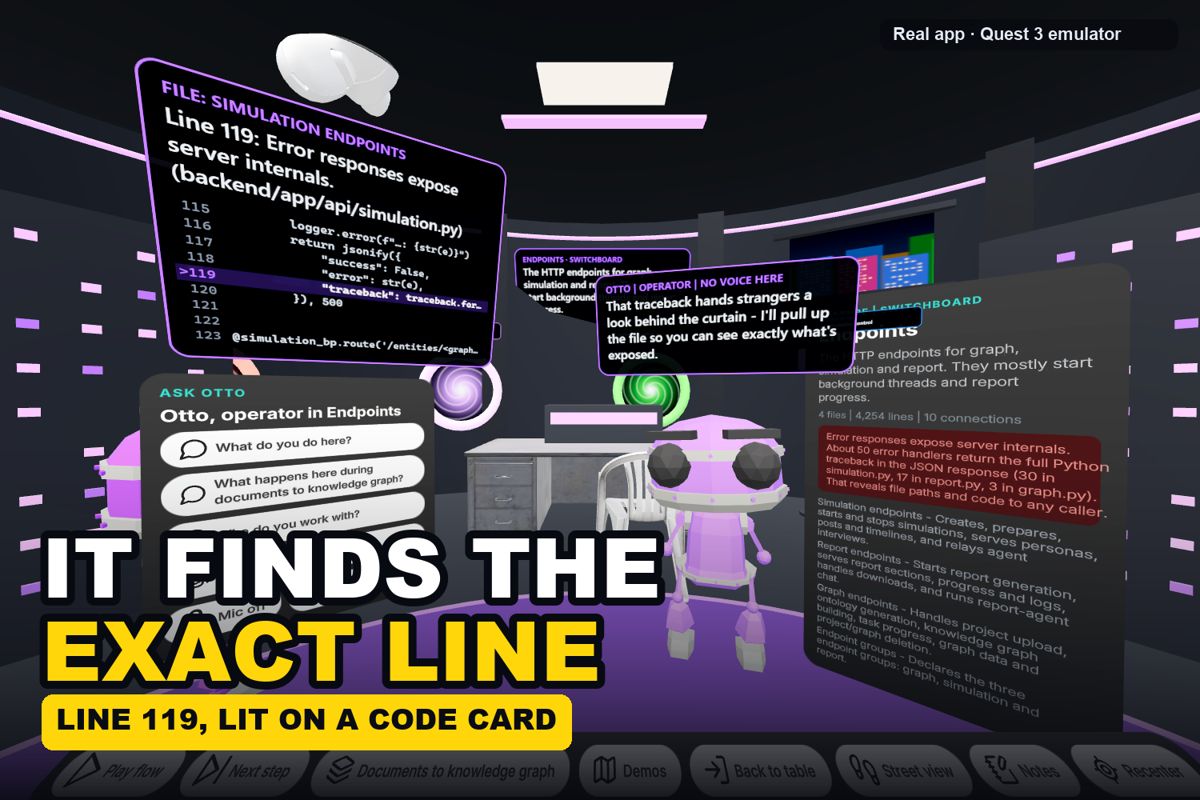 Real app · Quest 3 emulator
FILE: SIMULATION ENDPOINTS
Line 119: Error responses expose
server internals.
(backend/app/api/simulation.py)
115
116 logger.error(f"…: {str(e)}")
117 return jsonify({
118 "success": False,
>119 "error": str(e),
120 "traceback": traceback.for…
121 }), 500
122
123 @simulation_bp.route('/entities/<graph…
ENDPOINTS · SWITCHBOARD
The HTTP endpoints for graph,
simulation and
start background
OTTO | OPERATOR | NO VOICE HERE
That traceback hands strangers a
look behind the curtain - I'll pull up
the file so you can see exactly what's
exposed.
| SWITCHBOARD
HTTP endpoints for graph,
simulation and report. They mostly start
background threads and report
progress.
4 files | 4,254 lines | 10 connections
Error responses expose server internals.
About 50 error handlers return the full Python
traceback in the JSON response (30 in
simulation.py, 17 in report.py, 3 in graph.py).
That reveals file paths and code to any caller.
Simulation endpoints - Creates, prepares,
starts and stops simulations, serves personas,
posts and timelines, and relays agent
interviews.
Report endpoints - Starts report generation,
serves report sections, progress and logs,
handles downloads, and runs report-agent
chat.
Graph endpoints - Handles project upload,
ontology generation, knowledge graph
building, task progress, graph data and
project/graph deletion.
Endpoint groups - Declares the three
endpoint groups: graph, simulation and
report.
ASK OTTO
Otto, operator in Endpoints
What do you do here?
What happens here during
documents to knowledge graph?
do you work with?
Mic off
IT FINDS THE
EXACT LINE
LINE 119, LIT ON A CODE CARD
Play flow
Next step
Documents to knowledge graph
Demos
Back to table
Street view
Notes
Recenter